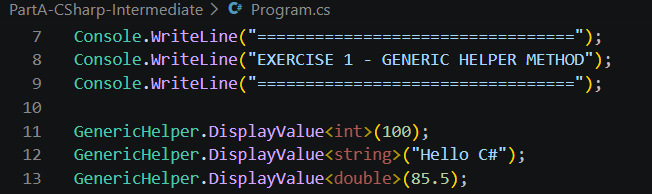 PartA-CSharp-Intermediate > C# Program.cs
7 Console.WriteLine("==================================");
8 Console.WriteLine("EXERCISE 1 - GENERIC HELPER METHOD");
9 Console.WriteLine("==================================");
10
11 GenericHelper.DisplayValue<int>(100);
12 GenericHelper.DisplayValue<string>("Hello C#");
13 GenericHelper.DisplayValue<double>(85.5);